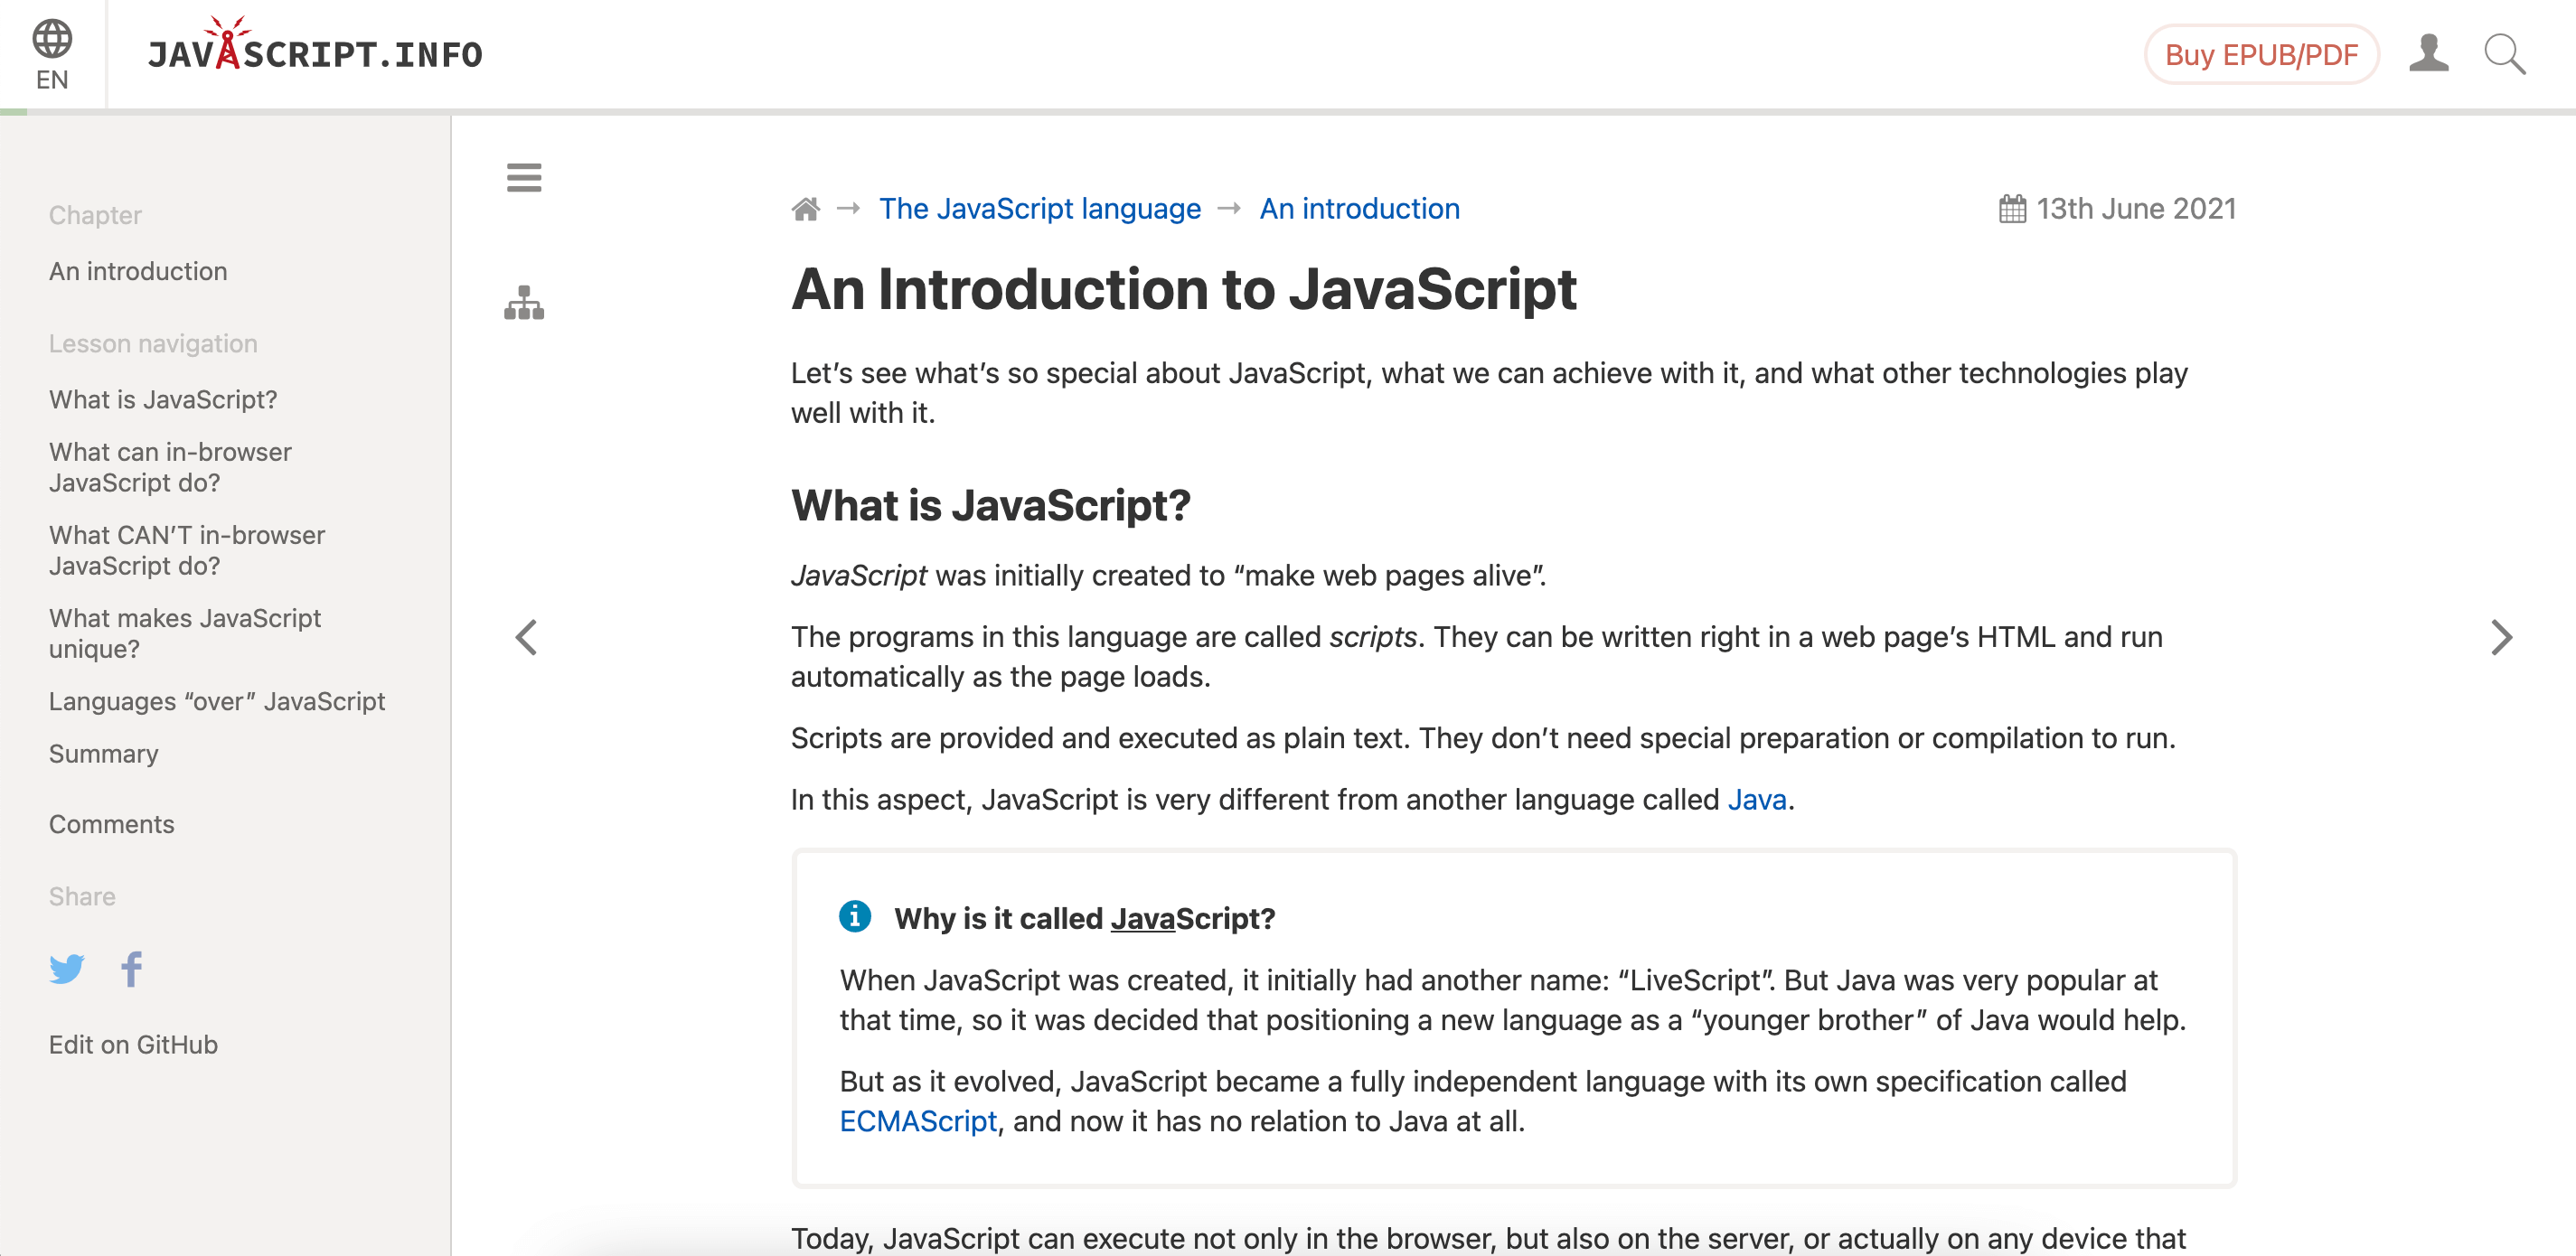 EN
JAVASCRIPT.INFO
Buy EPUB/PDF
Chapter
An introduction
Lesson navigation
What is JavaScript?
What can in-browser
JavaScript do?
What CAN’T in-browser
JavaScript do?
What makes JavaScript
unique?
Languages “over” JavaScript
Summary
Comments
Share
Edit on GitHub
The JavaScript language → An introduction
13th June 2021
An Introduction to JavaScript
Let’s see what’s so special about JavaScript, what we can achieve with it, and what other technologies play
well with it.
What is JavaScript?
JavaScript was initially created to “make web pages alive”.
The programs in this language are called scripts. They can be written right in a web page’s HTML and run
automatically as the page loads.
Scripts are provided and executed as plain text. They don’t need special preparation or compilation to run.
In this aspect, JavaScript is very different from another language called Java.
Why is it called JavaScript?
When JavaScript was created, it initially had another name: “LiveScript”. But Java was very popular at
that time, so it was decided that positioning a new language as a “younger brother” of Java would help.
But as it evolved, JavaScript became a fully independent language with its own specification called
ECMAScript, and now it has no relation to Java at all.
Today, JavaScript can execute not only in the browser, but also on the server, or actually on any device that